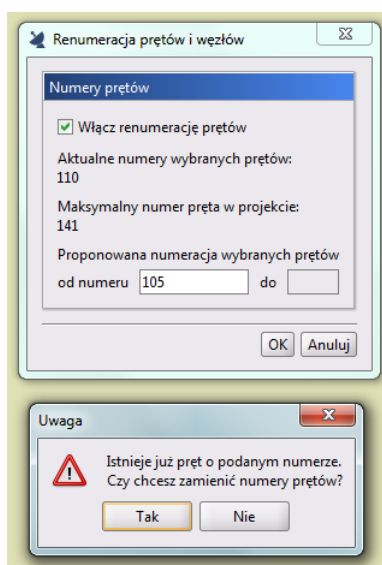 Renumeracja prętów i węzłów
Numery prętów
Włącz renumerację prętów
Aktualne numery wybranych prętów:
110
Maksymalny numer pręta w projekcie:
141
Proponowana numeracja wybranych prętów
od numeru 105 do
OK Anuluj
Uwaga
Istnieje już pręt o podanym numerze.
Czy chcesz zamienić numery prętów?
Tak Nie